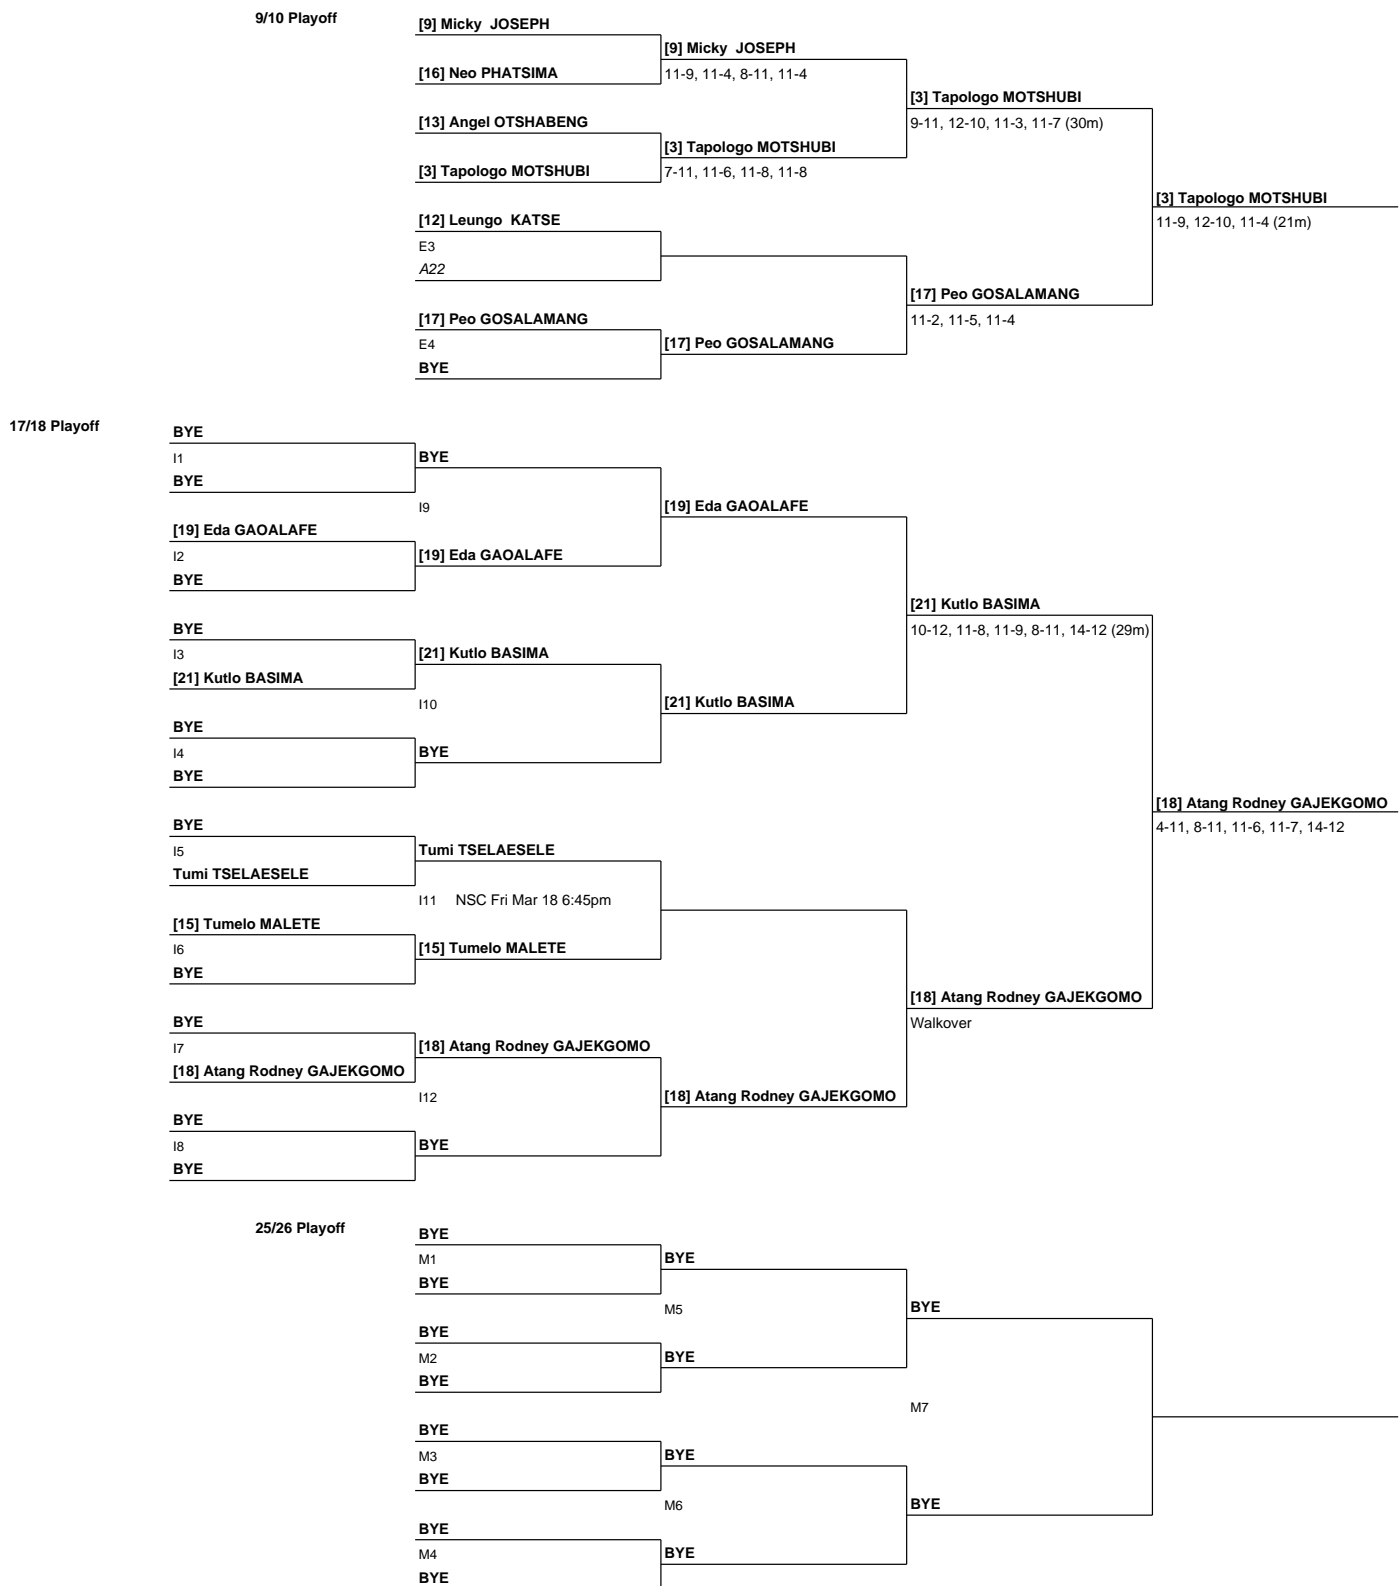 9/10 Playoff
[9] Micky JOSEPH
[9] Micky JOSEPH
[16] Neo PHATSIMA
11-9, 11-4, 8-11, 11-4
[3] Tapologo MOTSHUBI
[13] Angel OTSHABENG
9-11, 12-10, 11-3, 11-7 (30m)
[3] Tapologo MOTSHUBI
[3] Tapologo MOTSHUBI
7-11, 11-6, 11-8, 11-8
[3] Tapologo MOTSHUBI
[12] Leungo KATSE
11-9, 12-10, 11-4 (21m)
E3
A22
[17] Peo GOSALAMANG
[17] Peo GOSALAMANG
11-2, 11-5, 11-4
E4
[17] Peo GOSALAMANG
BYE
17/18 Playoff
BYE
I1
BYE
BYE
I9
[19] Eda GAOALAFE
[19] Eda GAOALAFE
I2
[19] Eda GAOALAFE
BYE
[21] Kutlo BASIMA
BYE
10-12, 11-8, 11-9, 8-11, 14-12 (29m)
I3
[21] Kutlo BASIMA
[21] Kutlo BASIMA
I10
[21] Kutlo BASIMA
BYE
I4
BYE
BYE
[18] Atang Rodney GAJEKGOMO
BYE
4-11, 8-11, 11-6, 11-7, 14-12
I5
Tumi TSELAESELE
Tumi TSELAESELE
I11 NSC Fri Mar 18 6:45pm
[15] Tumelo MALETE
I6
[15] Tumelo MALETE
BYE
[18] Atang Rodney GAJEKGOMO
BYE
Walkover
I7
[18] Atang Rodney GAJEKGOMO
[18] Atang Rodney GAJEKGOMO
I12
[18] Atang Rodney GAJEKGOMO
BYE
I8
BYE
BYE
25/26 Playoff
BYE
M1
BYE
BYE
M5
BYE
BYE
M2
BYE
BYE
M7
BYE
M3
BYE
BYE
M6
BYE
BYE
M4
BYE
BYE